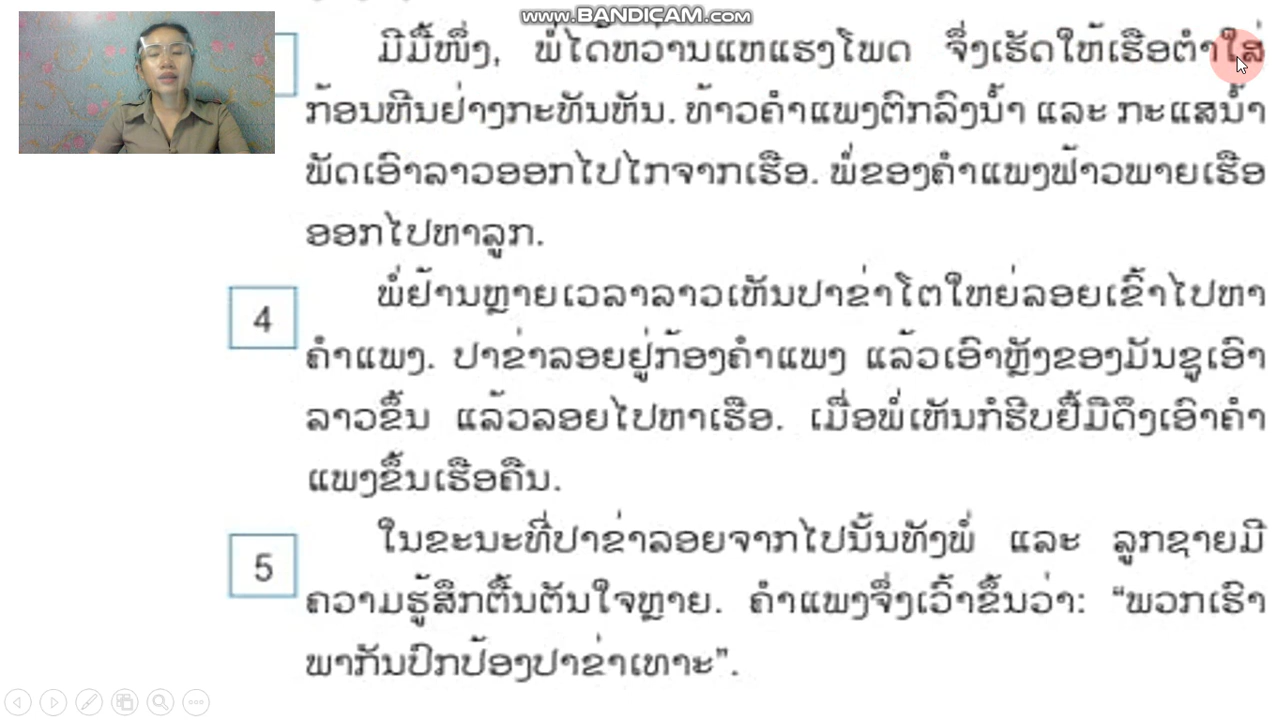 www.BANDICAM.com
ມີມື້ໜຶ່ງ, ພໍ່ໄດ້ຫວ່ານແຫແຮງໂພດ ຈຶ່ງເຮັດໃຫ້ເຮືອຕຳໃສ່
ກ້ອນຫີນຢ່າງກະທັນຫັນ. ທ້າວຄຳແພງຕົກລົງນ້ຳ ແລະ ກະແສນ້ຳ
ພັດເອົາລາວອອກໄປໄກຈາກເຮືອ. ພໍ່ຂອງຄຳແພງຟ້າວພາຍເຮືອ
ອອກໄປຫາລູກ.
4
ພໍ່ຢ້ານຫຼາຍເວລາລາວເຫັນປາຂ່າໂຕໃຫຍ່ລອຍເຂົ້າໄປຫາ
ຄຳແພງ. ປາຂ່າລອຍຢູ່ກ້ອງຄຳແພງ ແລ້ວເອົາຫຼັງຂອງມັນຊູເອົາ
ລາວຂຶ້ນ ແລ້ວລອຍໄປຫາເຮືອ. ເມື່ອພໍ່ເຫັນກໍຮີບຢື້ມືດຶງເອົາຄຳ
ແພງຂຶ້ນເຮືອຄືນ.
5
ໃນຂະນະທີ່ປາຂ່າລອຍຈາກໄປນັ້ນທັງພໍ່ ແລະ ລູກຊາຍມີ
ຄວາມຮູ້ສຶກຕື້ນຕັນໃຈຫຼາຍ. ຄຳແພງຈຶ່ງເວົ້າຂຶ້ນວ່າ: “ພວກເຮົາ
ພາກັນປົກປ້ອງປາຂ່າເທາະ”.